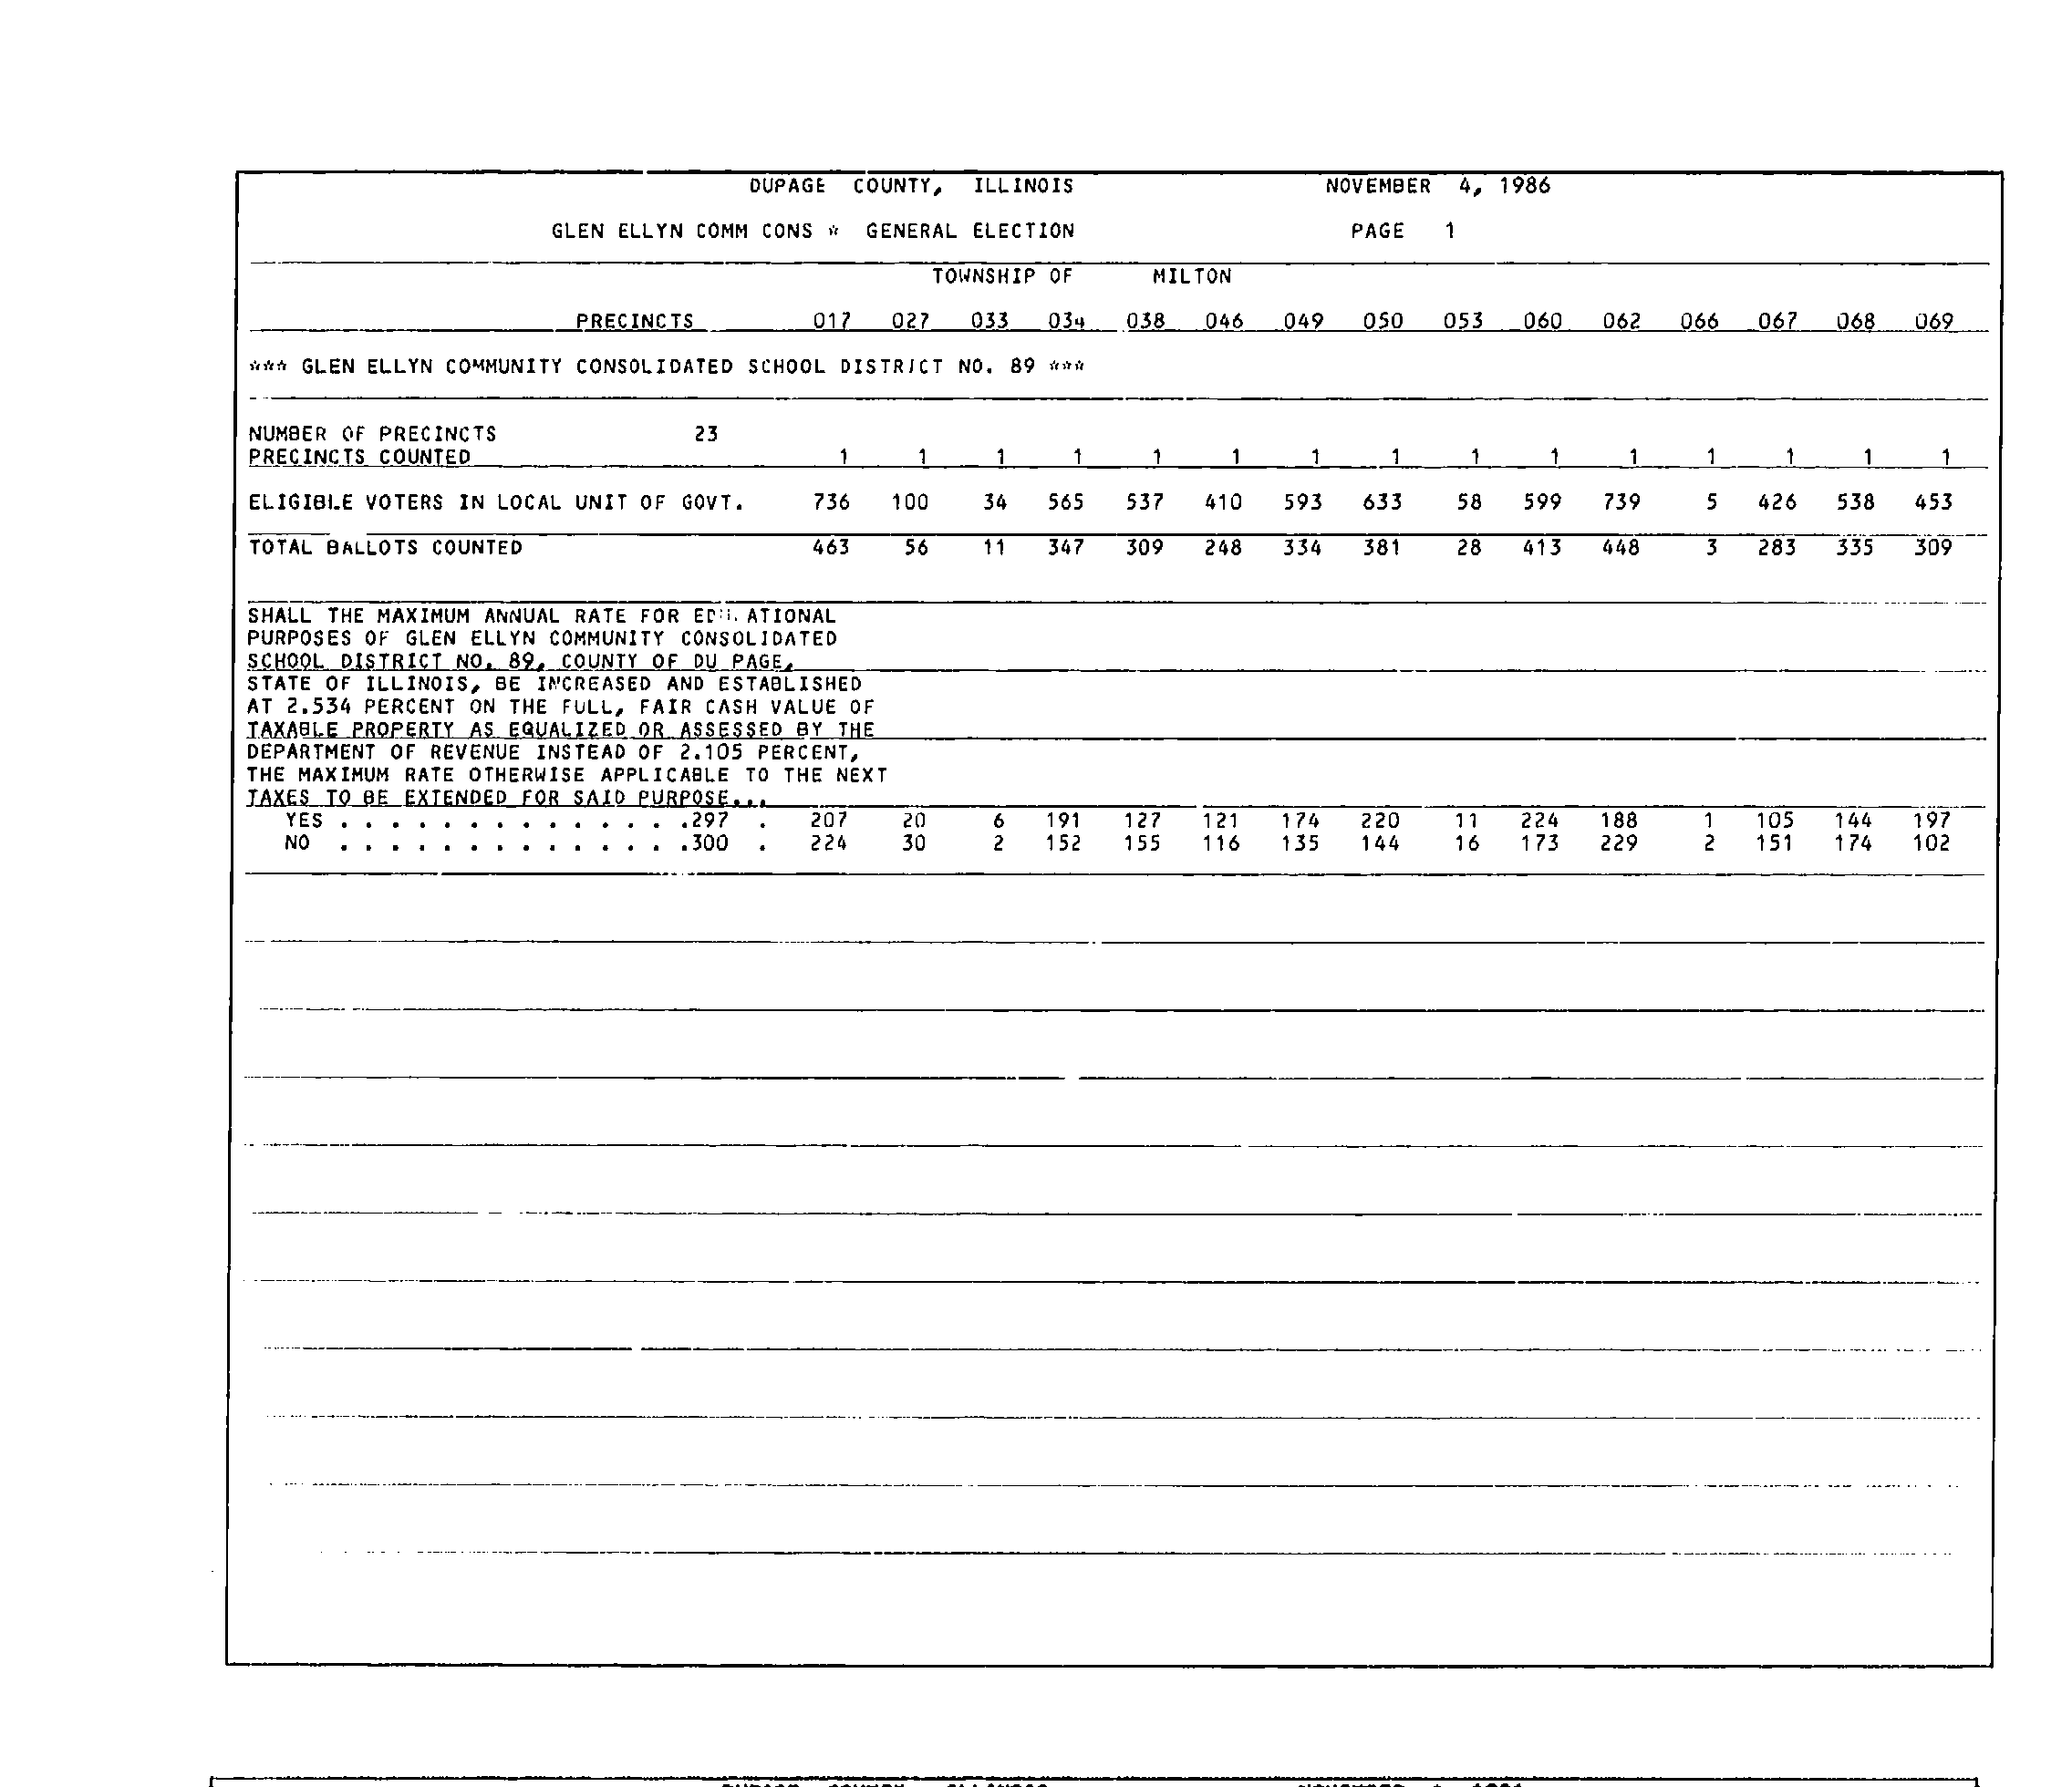 DUPAGE COUNTY, ILLINOIS NOVEMBER 4, 1986
GLEN ELLYN COMM CONS * GENERAL ELECTION PAGE 1
TOWNSHIP OF MILTON
PRECINCTS 017 027 033 034 038 046 049 050 053 060 062 066 067 068 069
*** GLEN ELLYN COMMUNITY CONSOLIDATED SCHOOL DISTRICT NO. 89 ***
NUMBER OF PRECINCTS 23
PRECINCTS COUNTED 1 1 1 1 1 1 1 1 1 1 1 1 1 1 1
ELIGIBLE VOTERS IN LOCAL UNIT OF GOVT. 736 100 34 565 537 410 593 633 58 599 739 5 426 538 453
TOTAL BALLOTS COUNTED 463 56 11 347 309 248 334 381 28 413 448 3 283 335 309
SHALL THE MAXIMUM ANNUAL RATE FOR
PURPOSES OF GLEN ELLYN COMMUNITY CONSOLIDATED
SCHOOL DISTRICT NO. 89, COUNTY OF DU PAGE,
STATE OF ILLINOIS, BE INCREASED AND ESTABLISHED
AT 2.534 PERCENT ON THE FULL, FAIR CASH VALUE OF
TAXABLE PROPERTY AS EQUALIZED OR ASSESSED BY THE
DEPARTMENT OF REVENUE INSTEAD OF 2.105 PERCENT,
THE MAXIMUM RATE OTHERWISE APPLICABLE TO THE NEXT
TAXES TO BE EXTENDED FOR SAID PURPOSE...
YES . . . . . . . . . . . . . .297 . 207 20 6 191 127 121 174 220 11 224 188 1 105 144 197
NO . . . . . . . . . . . . . .300 . 224 30 2 152 155 116 135 144 16 173 229 2 151 174 102